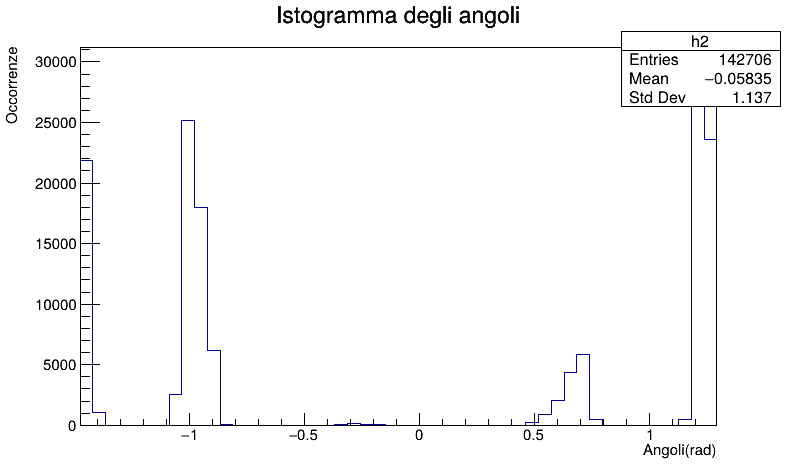 Istogramma degli angoli
h2
Entries 142706
Mean −0.05835
Std Dev 1.137
Occorrenze
30000
25000
20000
15000
10000
5000
0
−1 −0.5 0 0.5 1
Angoli(rad)